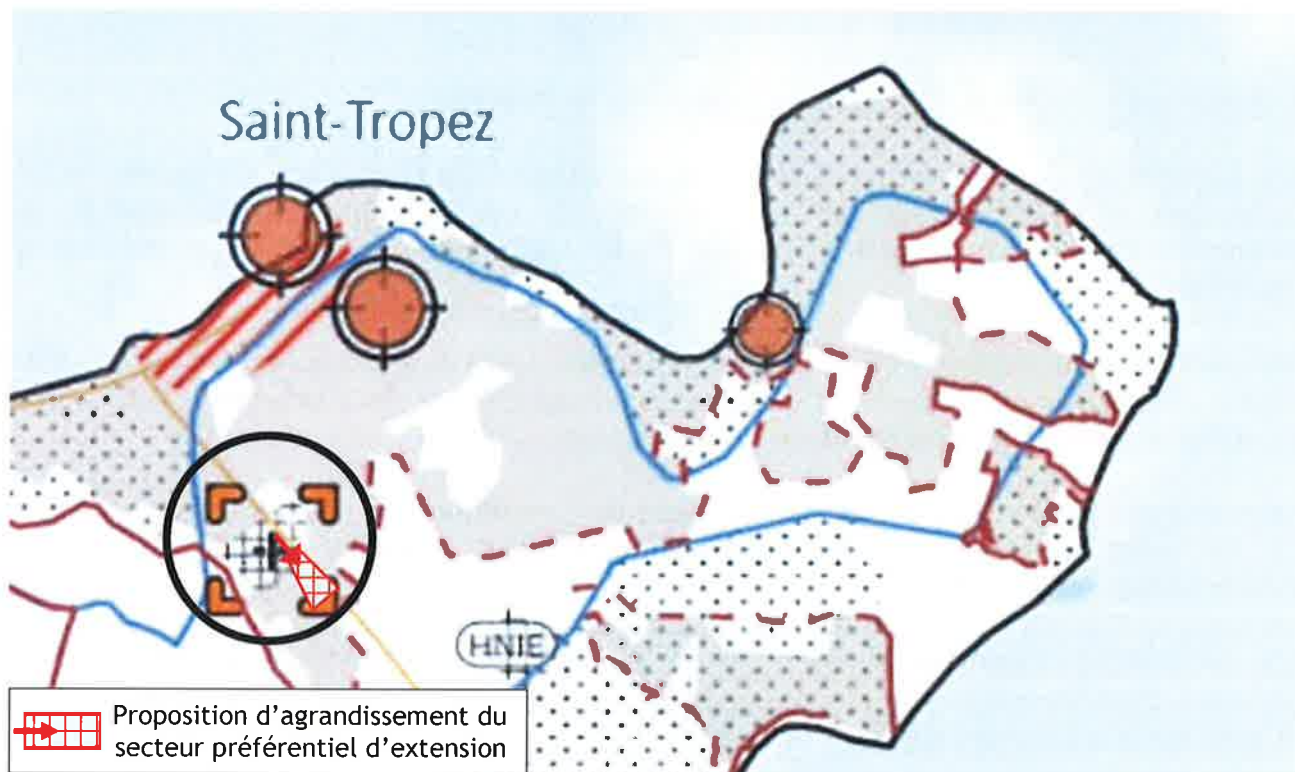 Saint-Tropez
HNIE
Proposition d'agrandissement du
secteur préférentiel d'extension